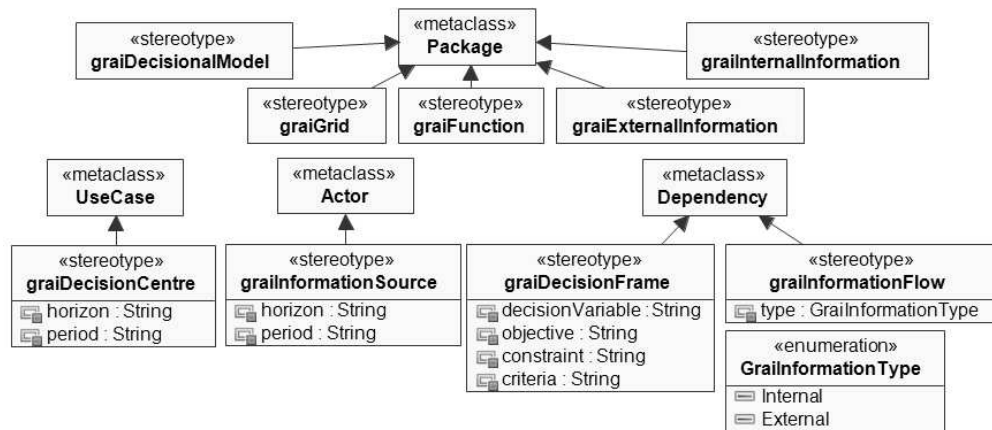 «metaclass»
Package
«stereotype»
graiDecisionalModel
«stereotype»
graiInternalInformation
«stereotype»
graiGrid
«stereotype»
graiFunction
«stereotype»
graiExternalInformation
«metaclass»
UseCase
«metaclass»
Actor
«metaclass»
Dependency
«stereotype»
graiDecisionCentre
horizon : String
period : String
«stereotype»
graiInformationSource
horizon : String
period : String
«stereotype»
graiDecisionFrame
decisionVariable : String
objective : String
constraint : String
criteria : String
«stereotype»
graiInformationFlow
type : GraiInformationType
«enumeration»
GraiInformationType
Internal
External